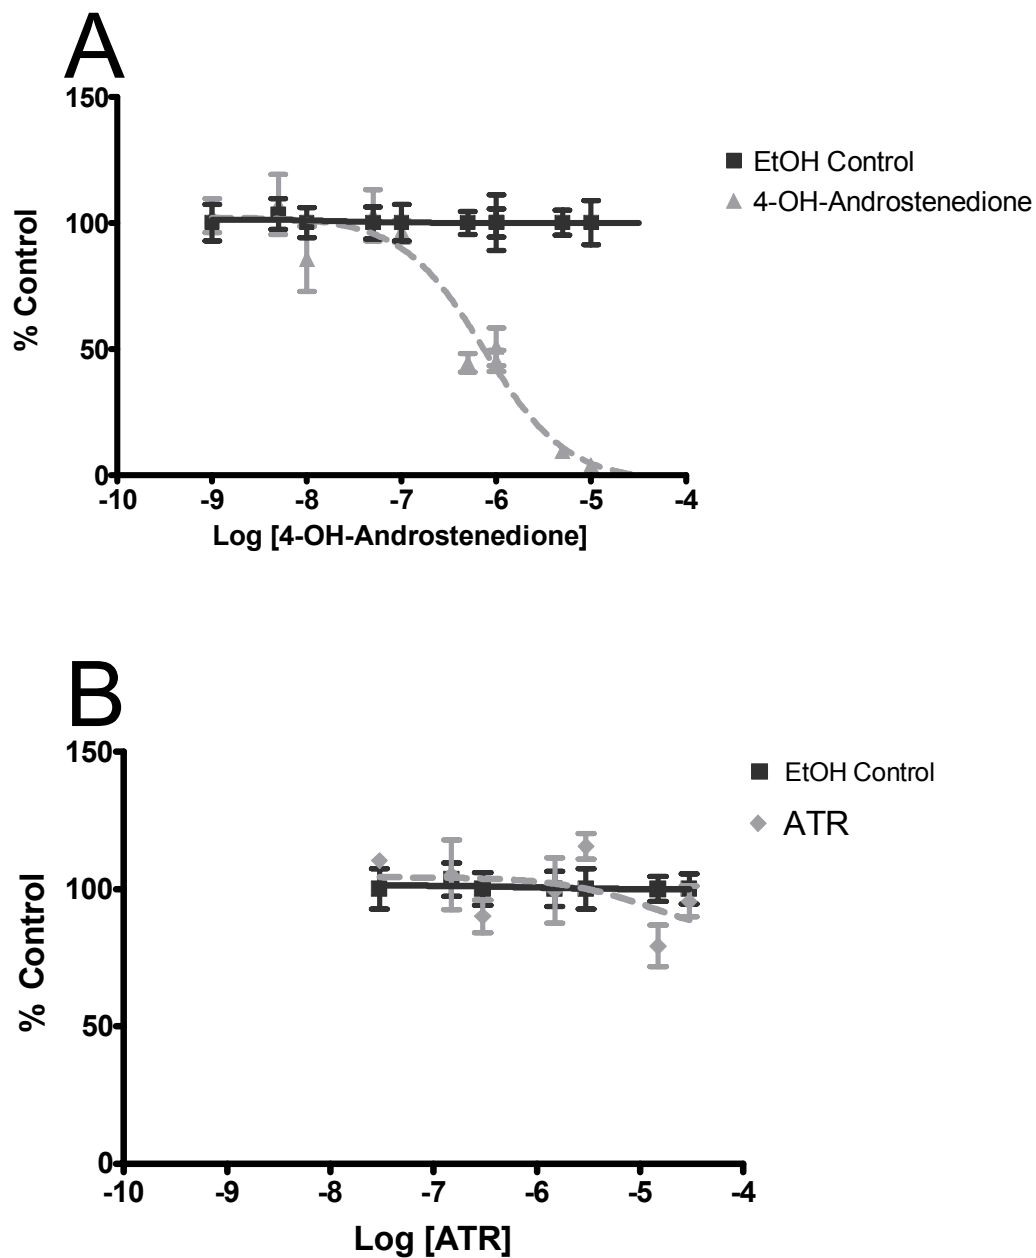 A
150
100
50
0
% Control
-10 -9 -8 -7 -6 -5 -4
Log [4-OH-Androstenedione]
EtOH Control
4-OH-Androstenedione
B
150
100
50
0
% Control
-10 -9 -8 -7 -6 -5 -4
Log [ATR]
EtOH Control
ATR